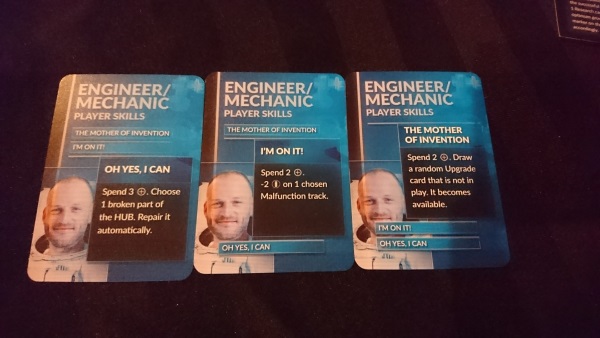 ENGINEER/
MECHANIC
PLAYER SKILLS
THE MOTHER OF INVENTION
I'M ON IT!
OH YES, I CAN
Spend 3 ⊕. Choose
1 broken part of
the HUB. Repair it
automatically.
ENGINEER/
MECHANIC
PLAYER SKILLS
THE MOTHER OF INVENTION
I'M ON IT!
Spend 2 ⊕.
-2 on 1 chosen
Malfunction track.
OH YES, I CAN
ENGINEER/
MECHANIC
PLAYER SKILLS
THE MOTHER
OF INVENTION
Spend 2 ⊕. Draw
a random Upgrade
card that is not in
play. It becomes
available.
I'M ON IT!
OH YES, I CAN